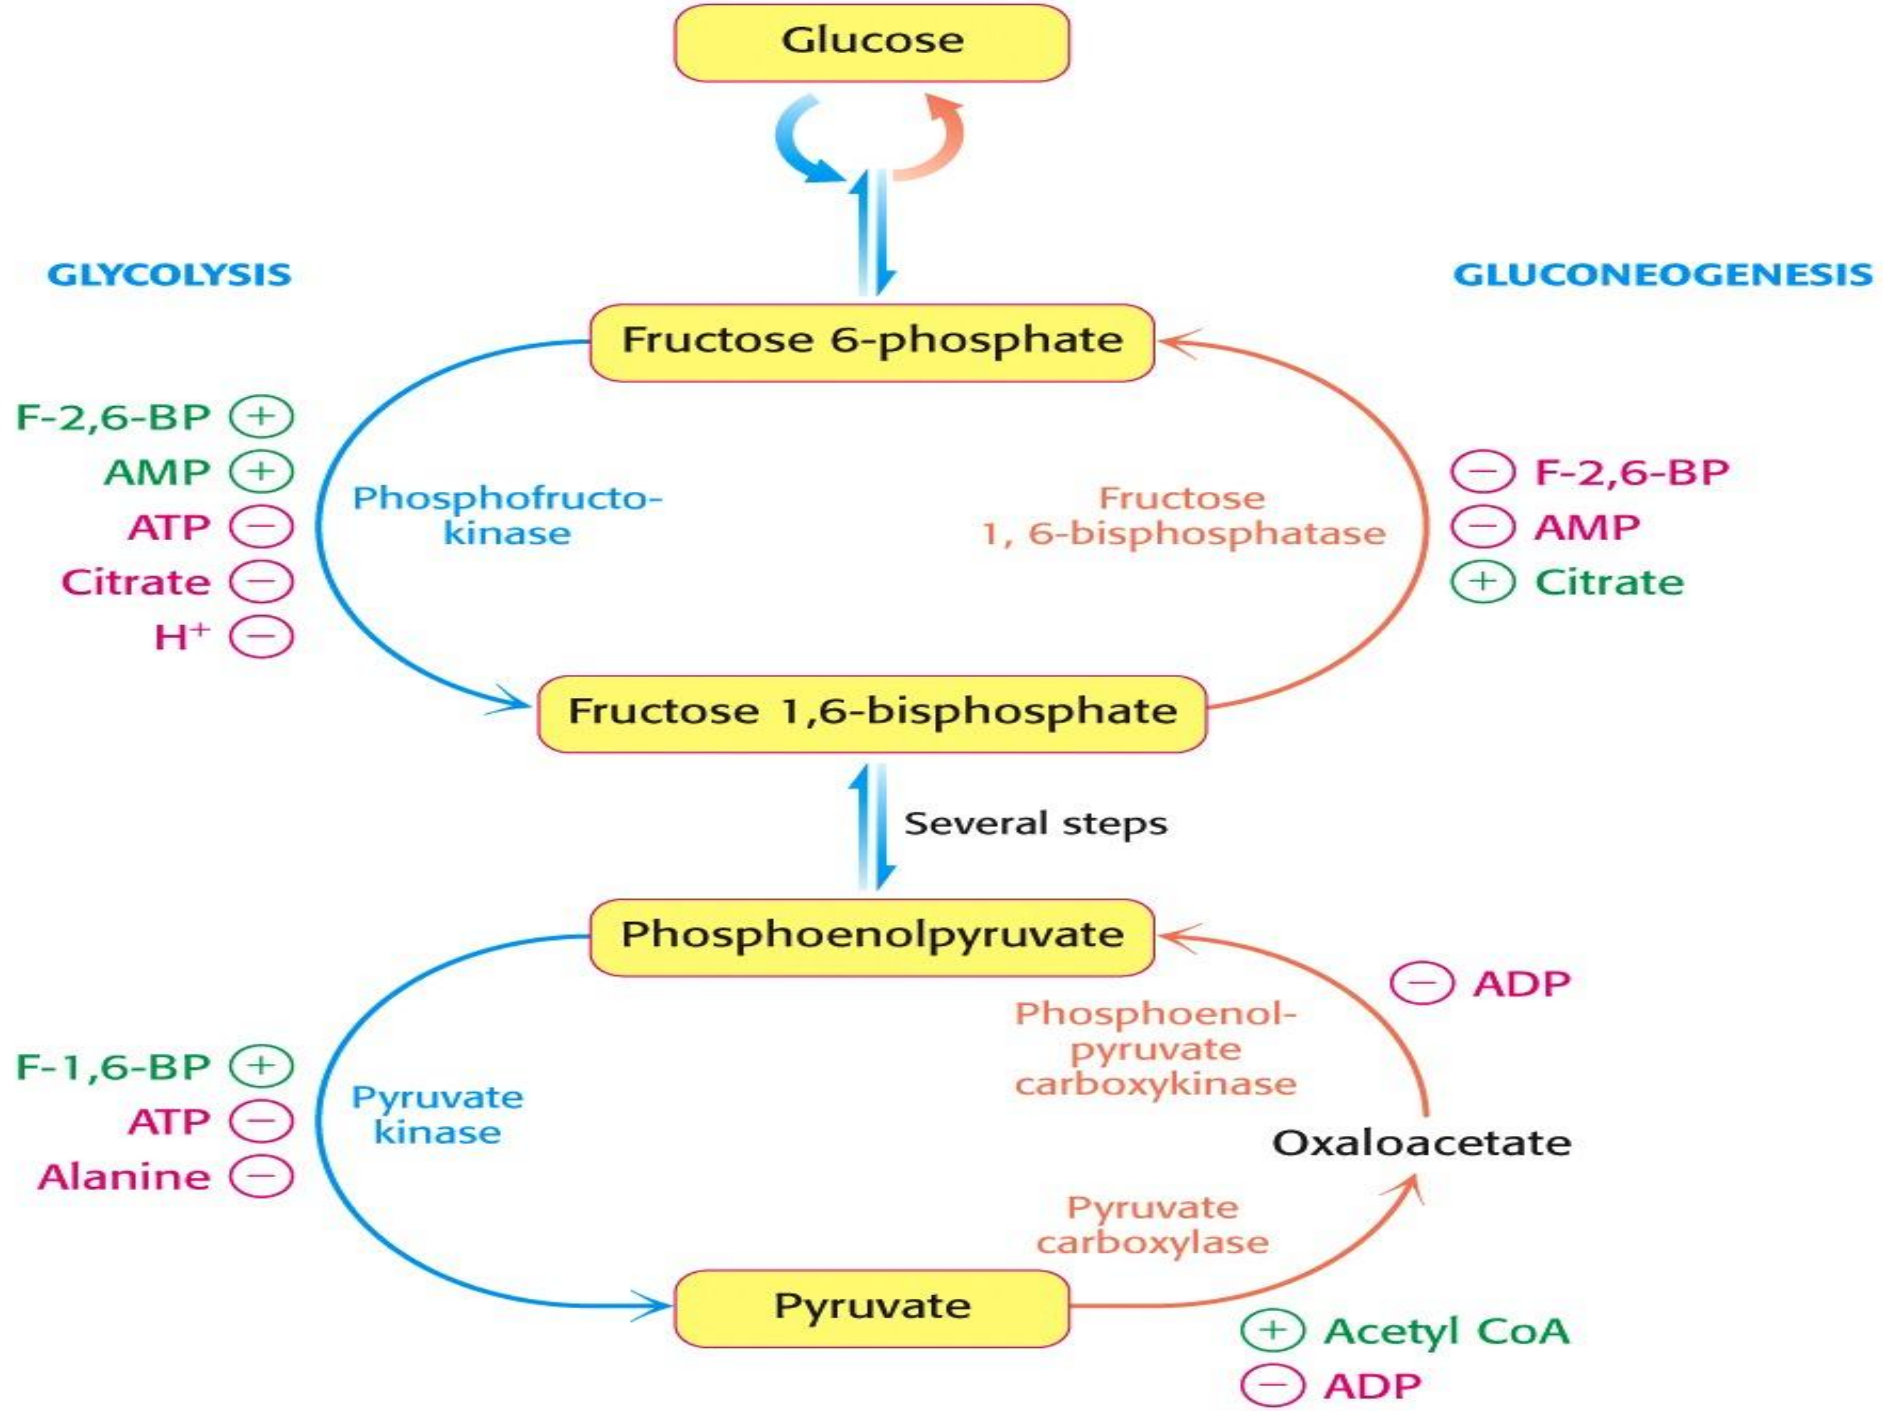 Glucose
GLYCOLYSIS
GLUCONEOGENESIS
Fructose 6-phosphate
F-2,6-BP +
AMP +
ATP −
Citrate −
H⁺ −
Phosphofructo-
kinase
Fructose
1, 6-bisphosphatase
− F-2,6-BP
− AMP
+ Citrate
Fructose 1,6-bisphosphate
Several steps
Phosphoenolpyruvate
F-1,6-BP +
ATP −
Alanine −
Pyruvate
kinase
Phosphoenol-
pyruvate
carboxykinase
− ADP
Oxaloacetate
Pyruvate
carboxylase
Pyruvate
+ Acetyl CoA
− ADP